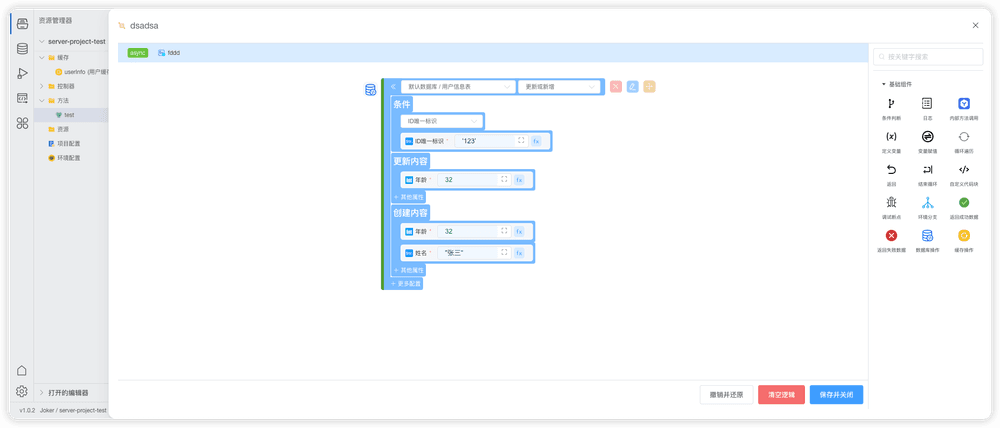 资源管理器
server-project-test
缓存
userInfo (用户缓存
控制器
方法
test
资源
项目配置
环境配置
打开的编辑器
v1.0.2 Joker / server-project-test
dsadsa
async fddd
默认数据库 / 用户信息表 更新或新增
条件
ID唯一标识
ID唯一标识 * '123' fx
更新内容
年龄 * 32 fx
+ 其他属性
创建内容
年龄 * 32 fx
姓名 * "张三" fx
+ 其他属性
+ 更多配置
撤销并还原 清空逻辑 保存并关闭
按关键字搜索
基础组件
条件判断 日志 内部方法调用
(x)
定义变量 变量赋值 循环遍历
返回 结束循环 自定义代码块
调试断点 环境分支 返回成功数据
返回失败数据 数据库操作 缓存操作